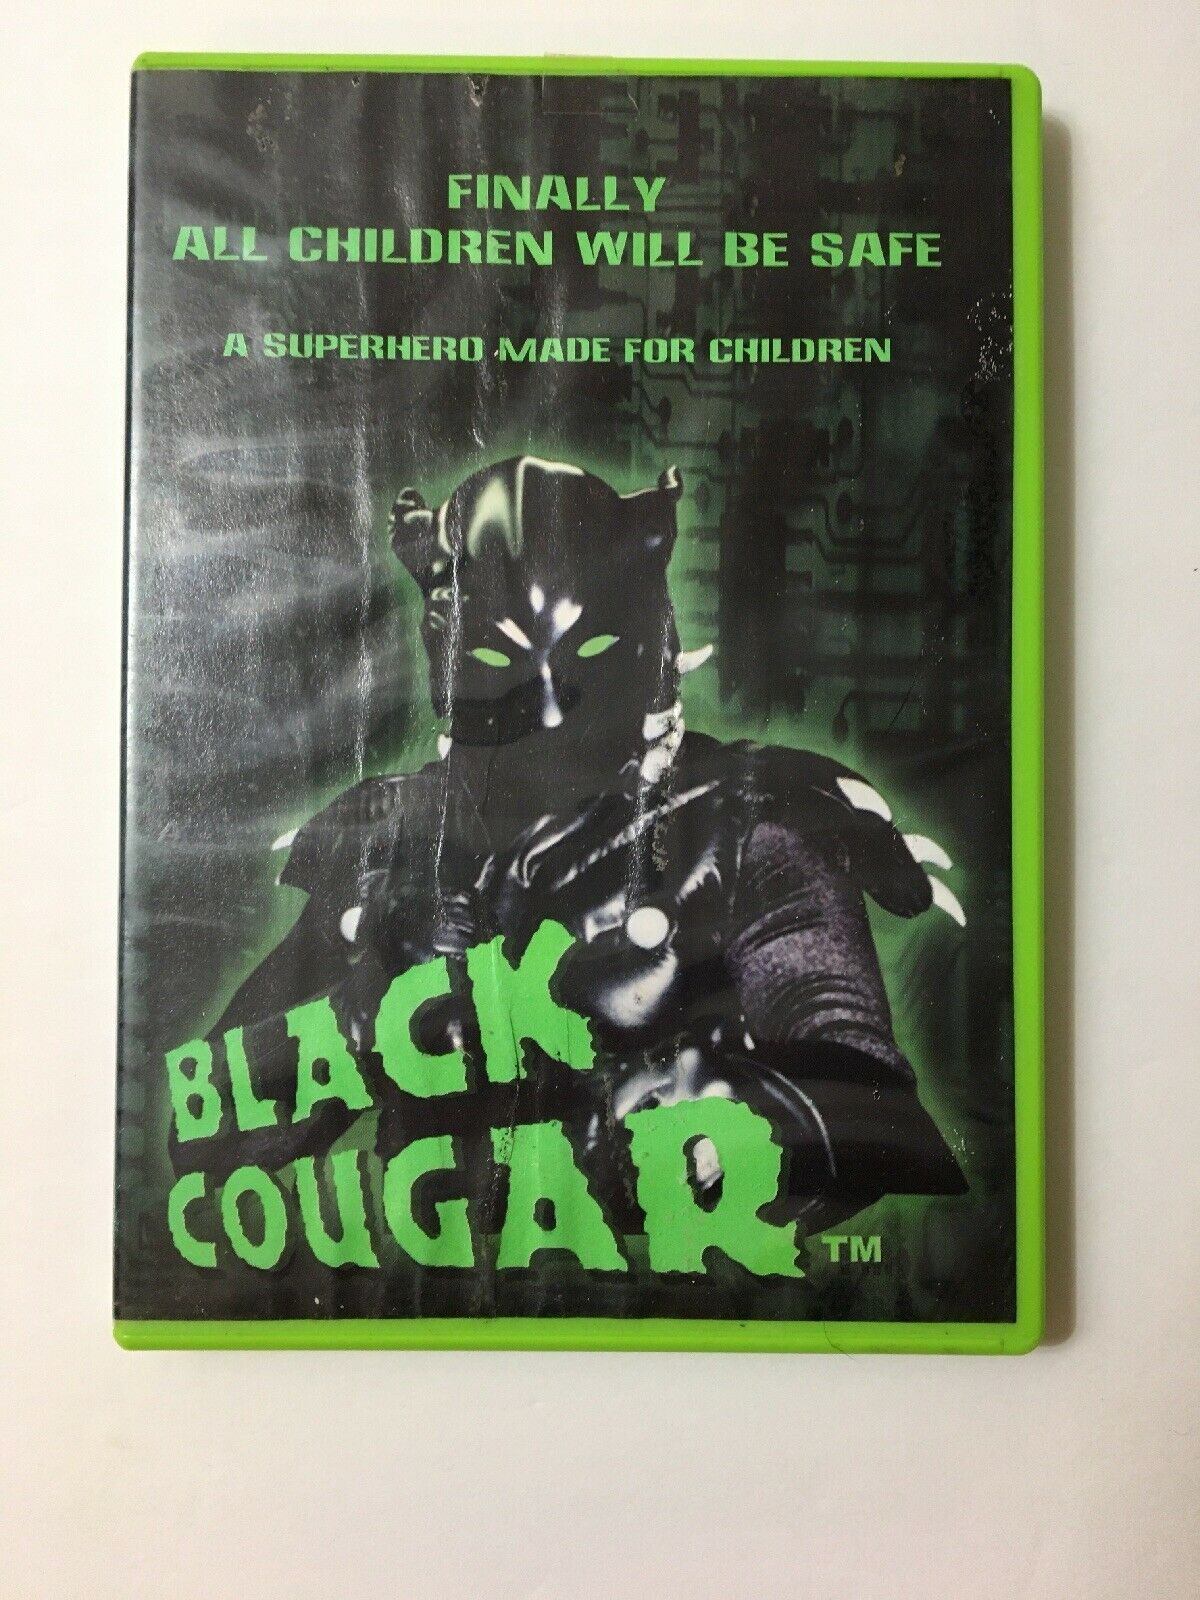 FINALLY
ALL CHILDREN WILL BE SAFE
A SUPERHERO MADE FOR CHILDREN
BLACK
COUGAR TM